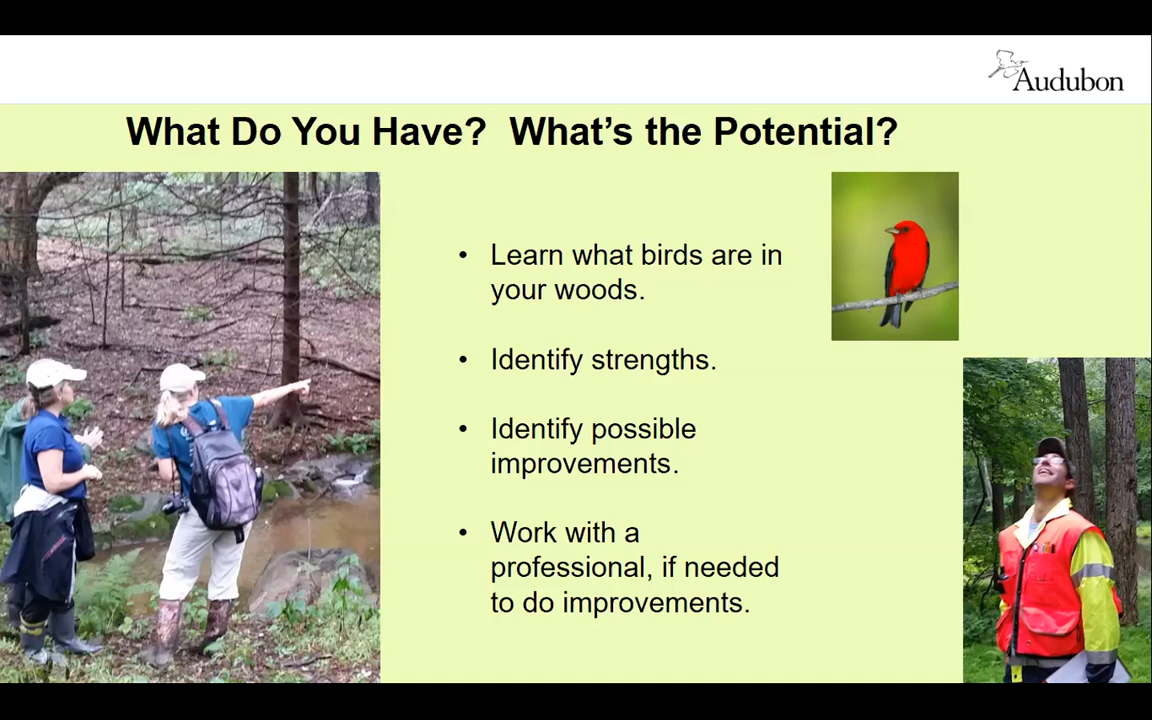 Audubon
What Do You Have?  What's the Potential?
• Learn what birds are in
your woods.
• Identify strengths.
• Identify possible
improvements.
• Work with a
professional, if needed
to do improvements.